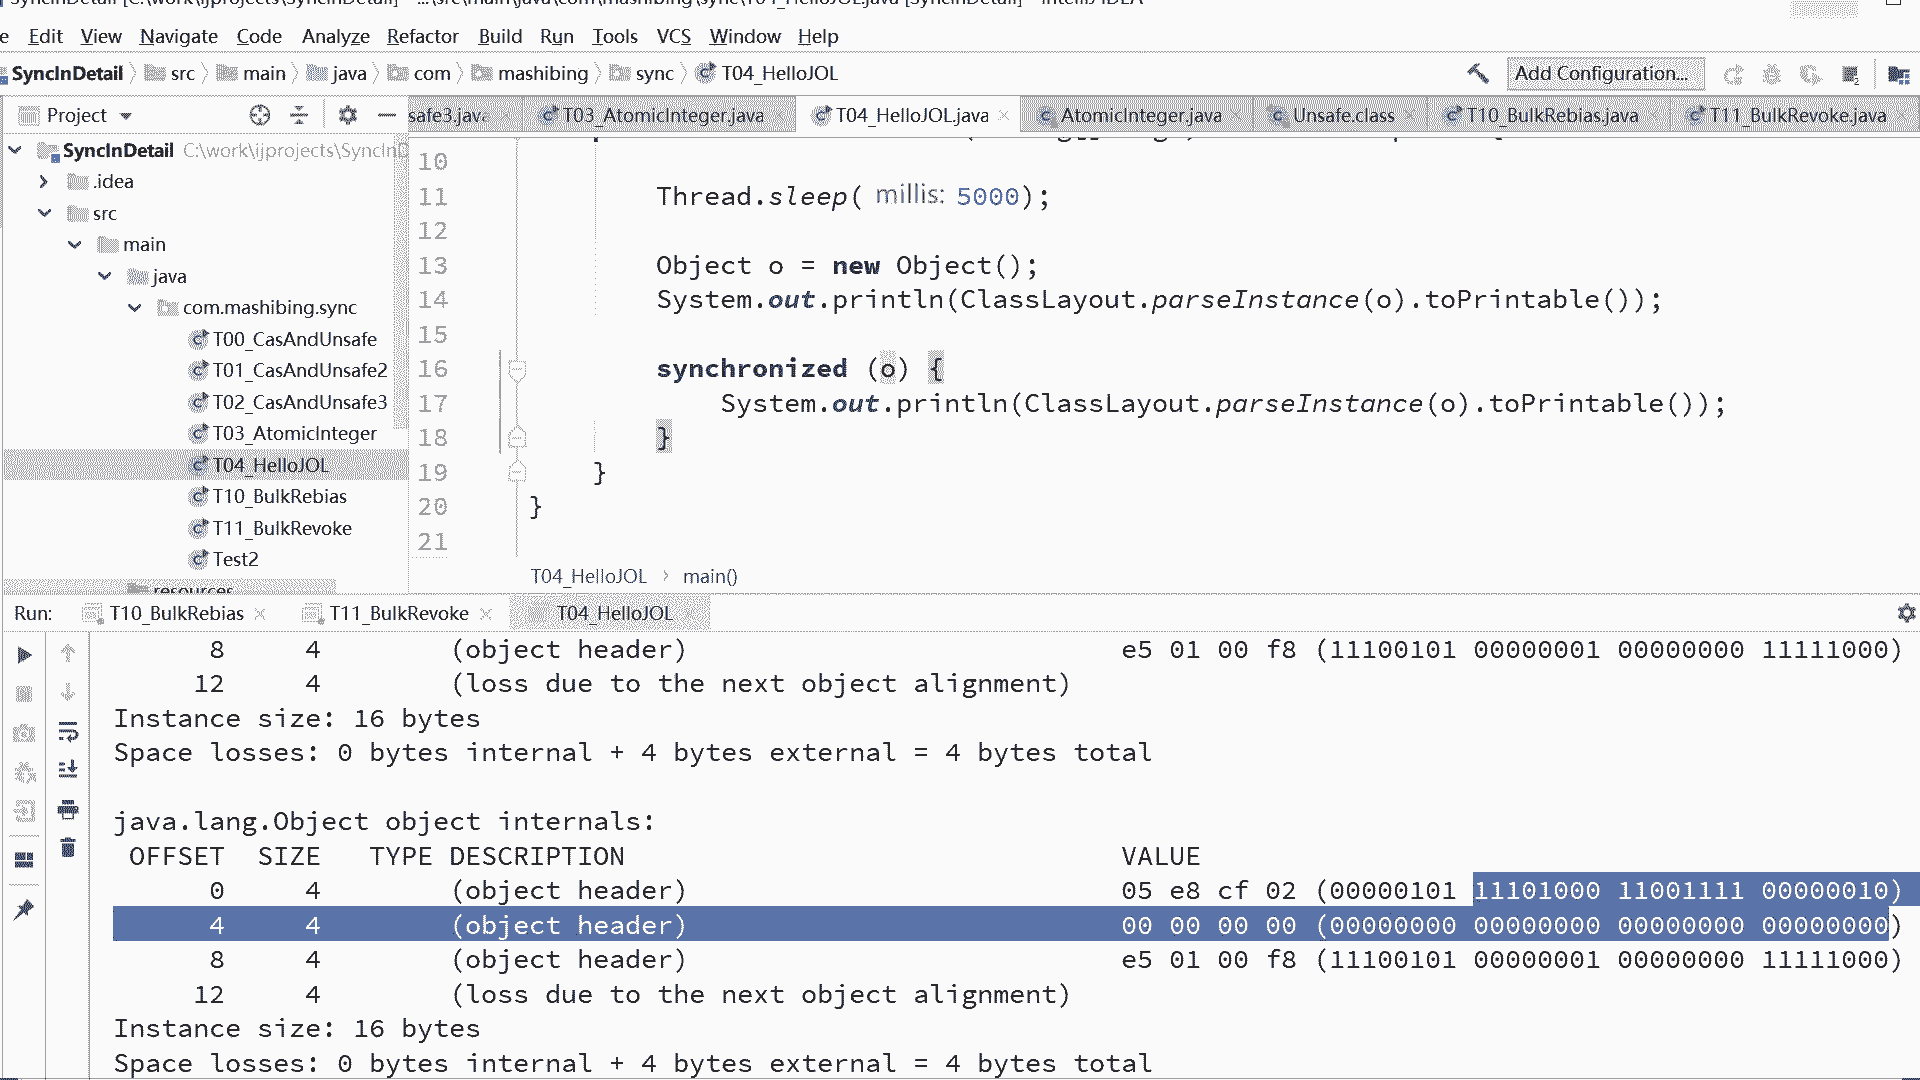 SyncInDetail [C:\work\ijprojects\SyncInDetail] - ...\src\main\java\com\mashibing\sync\T04_HelloJOL.java [SyncInDetail] - IntelliJ IDEA
e Edit View Navigate Code Analyze Refactor Build Run Tools VCS Window Help
SyncInDetail src main java com mashibing sync T04_HelloJOL Add Configuration...
Project safe3.java T03_AtomicInteger.java T04_HelloJOL.java AtomicInteger.java Unsafe.class T10_BulkRebias.java T11_BulkRevoke.java
SyncInDetail C:\work\ijprojects\SyncInD
.idea
src
main
java
com.mashibing.sync
T00_CasAndUnsafe
T01_CasAndUnsafe2
T02_CasAndUnsafe3
T03_AtomicInteger
T04_HelloJOL
T10_BulkRebias
T11_BulkRevoke
Test2
resources
10
11 Thread.sleep( millis: 5000);
12
13 Object o = new Object();
14 System.out.println(ClassLayout.parseInstance(o).toPrintable());
15
16 synchronized (o) {
17 System.out.println(ClassLayout.parseInstance(o).toPrintable());
18 }
19 }
20 }
21
T04_HelloJOL main()
Run: T10_BulkRebias T11_BulkRevoke T04_HelloJOL
8 4 (object header) e5 01 00 f8 (11100101 00000001 00000000 11111000)
12 4 (loss due to the next object alignment)
Instance size: 16 bytes
Space losses: 0 bytes internal + 4 bytes external = 4 bytes total
java.lang.Object object internals:
OFFSET SIZE TYPE DESCRIPTION VALUE
0 4 (object header) 05 e8 cf 02 (00000101 11101000 11001111 00000010)
4 4 (object header) 00 00 00 00 (00000000 00000000 00000000 00000000)
8 4 (object header) e5 01 00 f8 (11100101 00000001 00000000 11111000)
12 4 (loss due to the next object alignment)
Instance size: 16 bytes
Space losses: 0 bytes internal + 4 bytes external = 4 bytes total